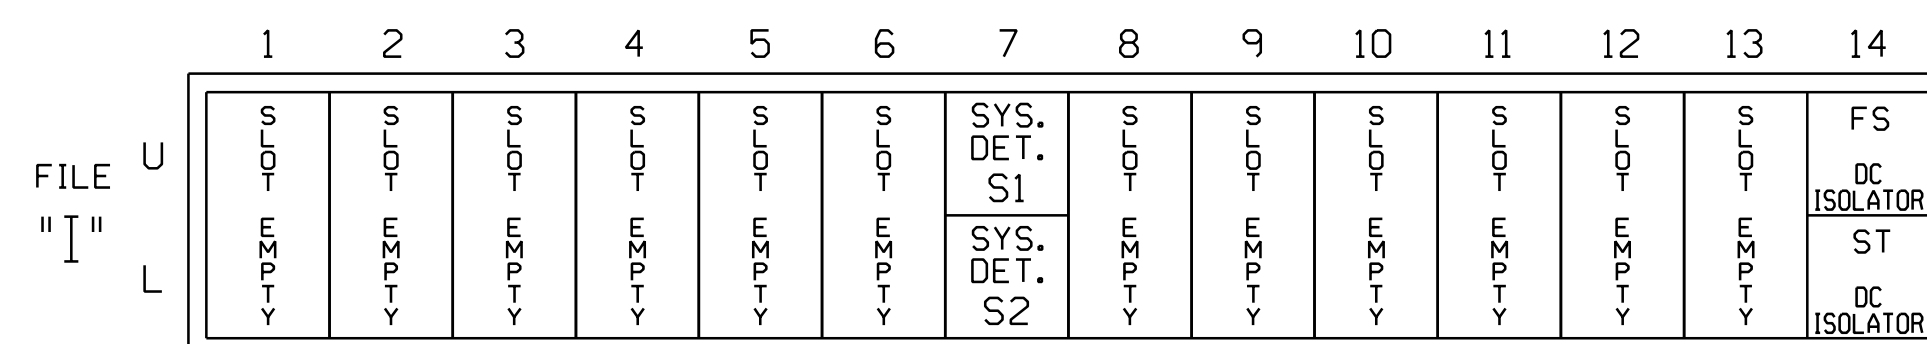 1 2 3 4 5 6 7 8 9 10 11 12 13 14
FILE
"I"
U
L
SLOT EMPTY
SLOT EMPTY
SLOT EMPTY
SLOT EMPTY
SLOT EMPTY
SLOT EMPTY
SYS.
DET.
S1
SYS.
DET.
S2
SLOT EMPTY
SLOT EMPTY
SLOT EMPTY
SLOT EMPTY
SLOT EMPTY
SLOT EMPTY
FS
DC
ISOLATOR
ST
DC
ISOLATOR